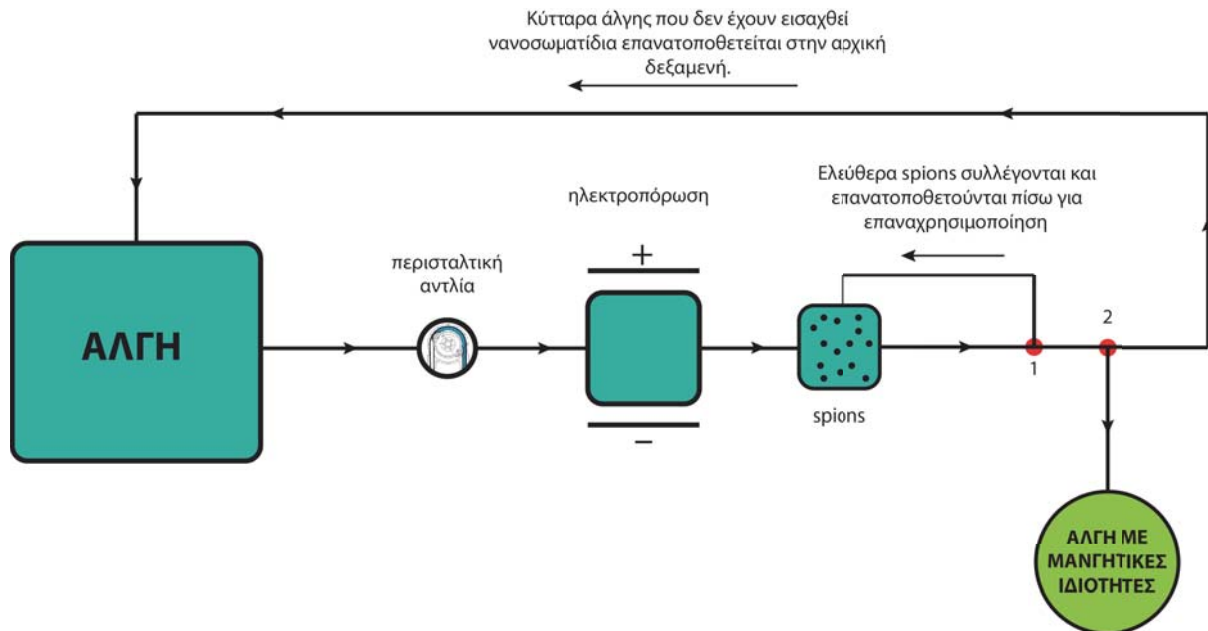 Κύτταρα άλγης που δεν έχουν εισαχθεί
νανοσωματίδια επανατοποθετείται στην αρχική
δεξαμενή.
Ελεύθερα spions συλλέγονται και
επανατοποθετούνται πίσω για
επαναχρησιμοποίηση
ηλεκτροπόρωση
+
περισταλτική
αντλία
ΑΛΓΗ
2
1
spions
−
ΑΛΓΗ ΜΕ
ΜΑΝΓΗΤΙΚΕΣ
ΙΔΙΟΤΗΤΕΣ